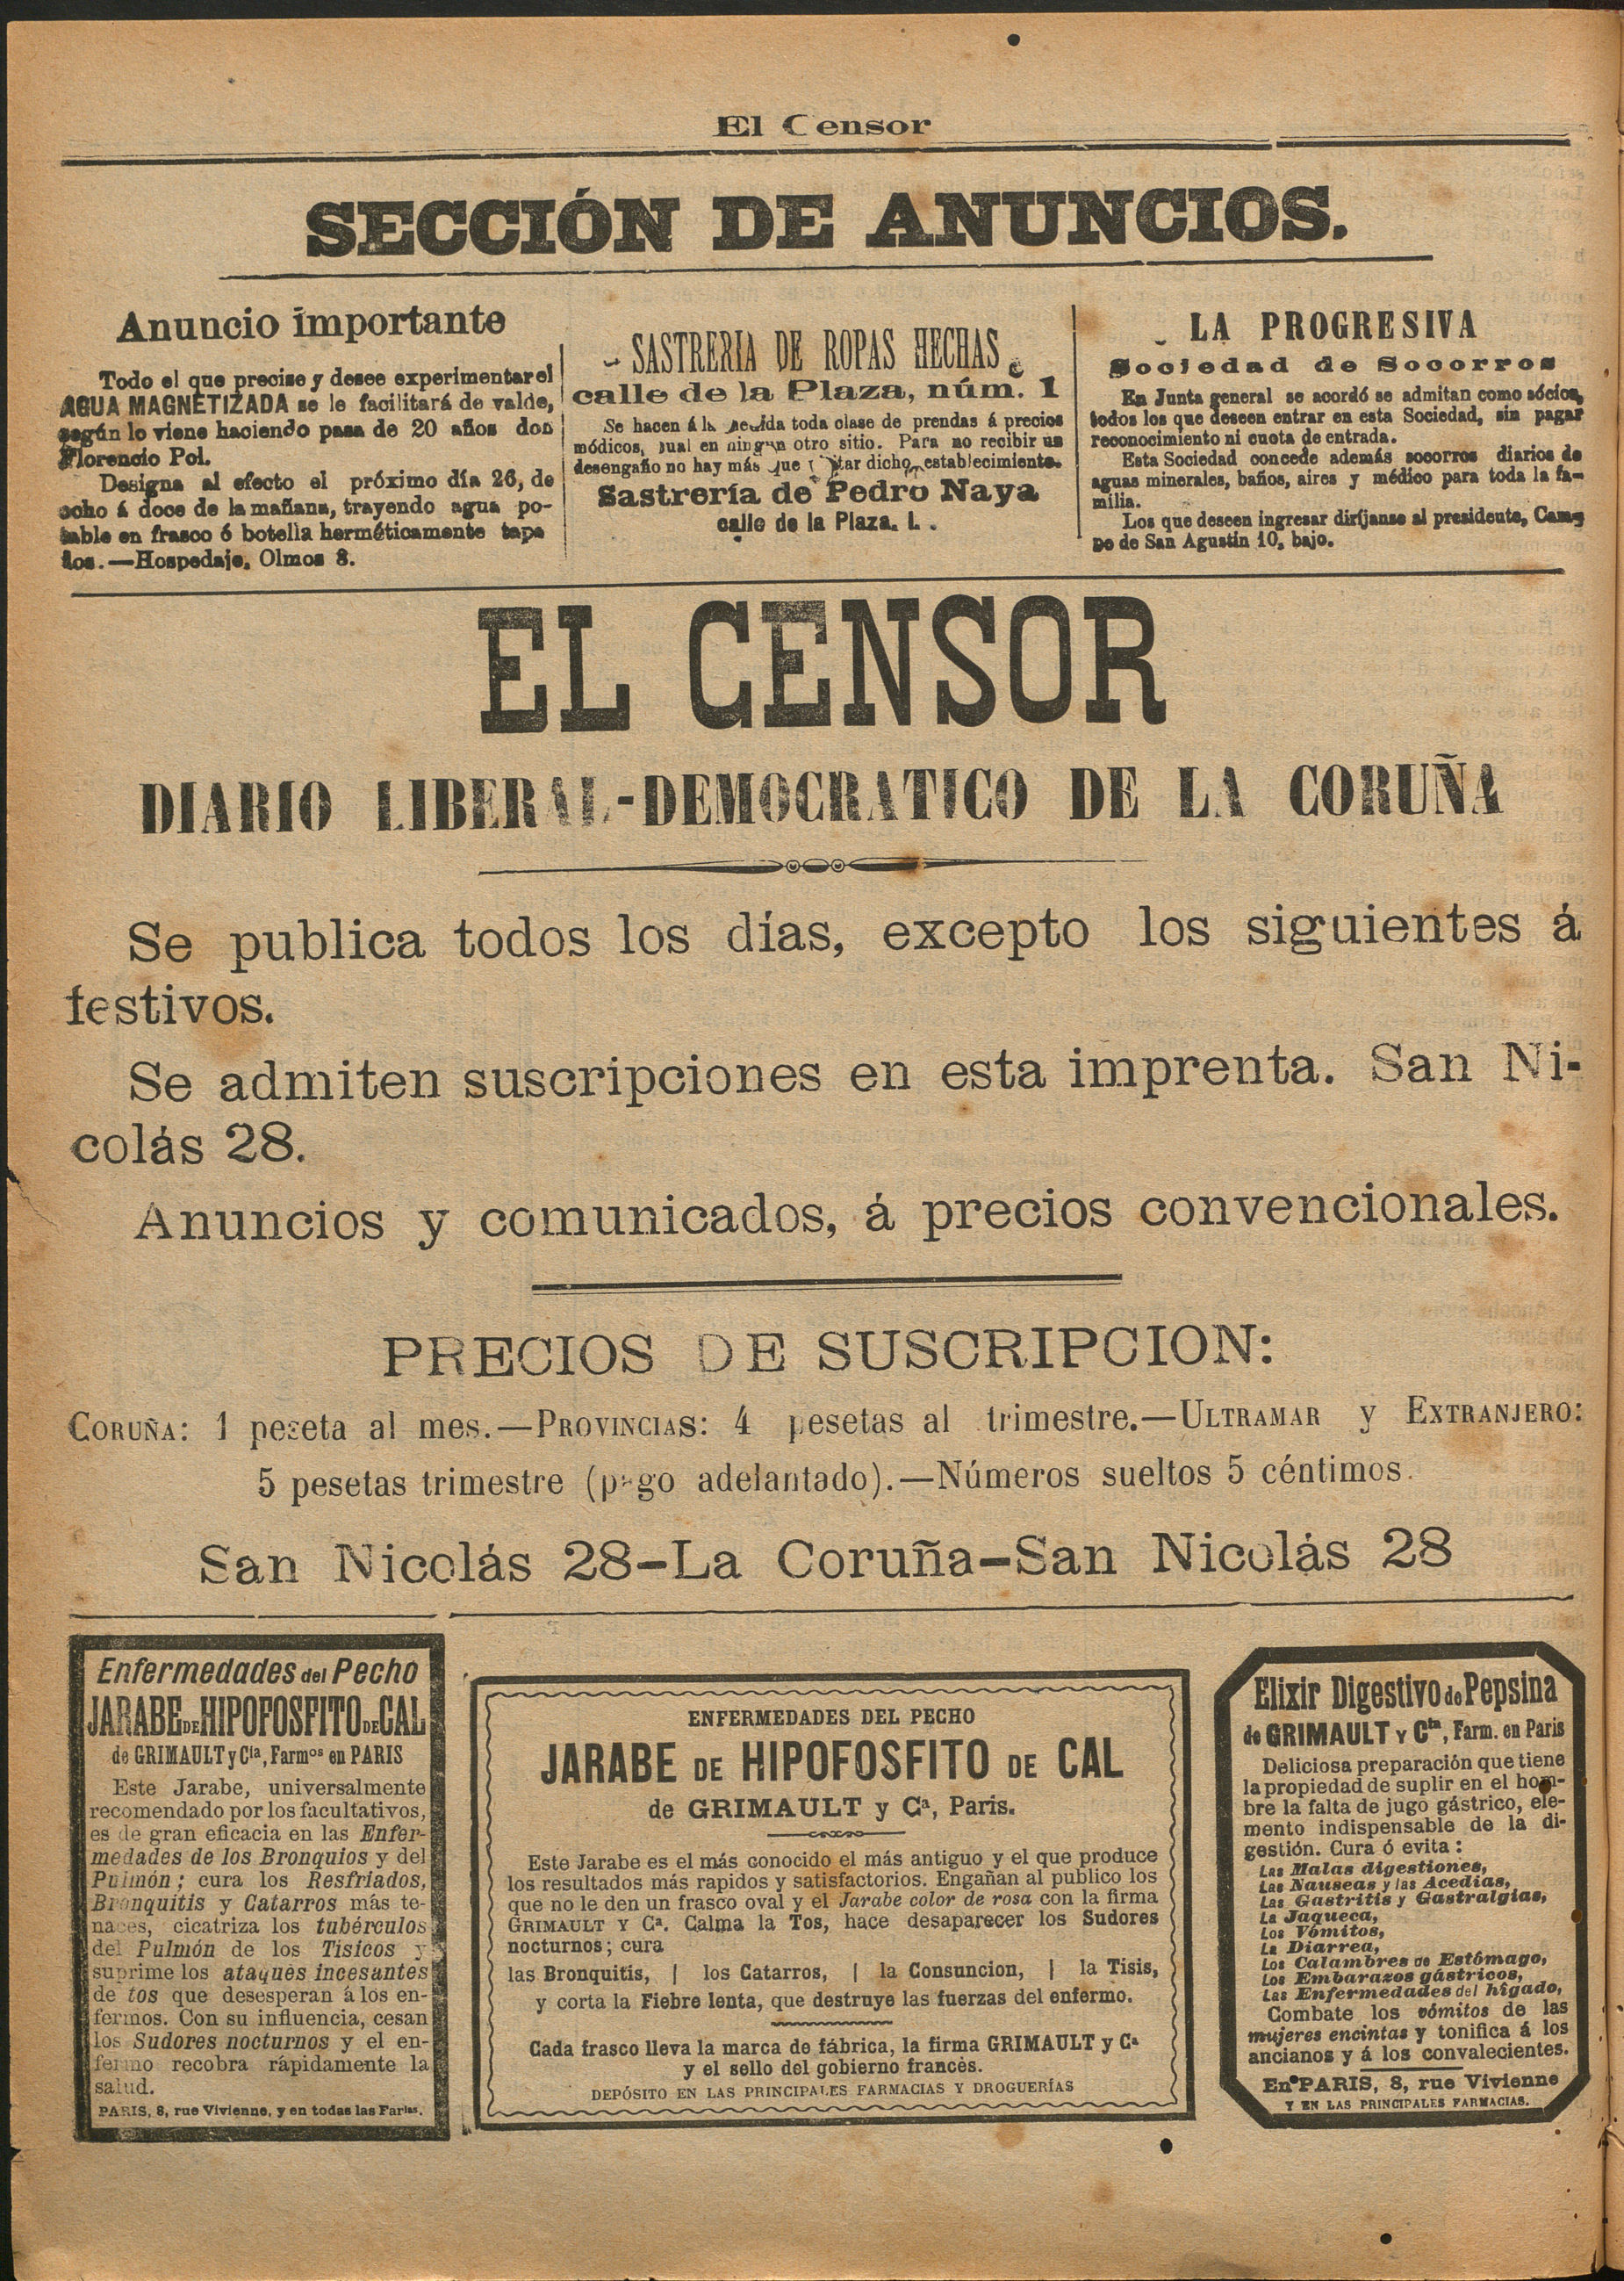 El Censor
SECCIÓN DE ANUNCIOS.
Anuncio importante
Todo el que precise y desee experimentar el
AGUA MAGNETIZADA se le facilitará de valde,
según lo viene haciendo pasa de 20 años don
Florencio Pol.
Designa al efecto el próximo día 26, de
ocho á doce de la mañana, trayendo agua po-
table en frasco ó botella herméticamente tapa
dos.—Hospedaje, Olmos 8.
SASTRERIA DE ROPAS HECHAS
calle de la Plaza, núm. 1
Se hacen á la medida toda clase de prendas á precios
módicos, cual en ningun otro sitio. Para no recibir un
desengaño no hay más que dicho establecimiento.
Sastrería de Pedro Naya
calle de la Plaza. 1.
LA PROGRESIVA
Sociedad de Socorros
En Junta general se acordó se admitan como sócios,
todos los que deseen entrar en esta Sociedad, sin pagar
reconocimiento ni cuota de entrada.
Esta Sociedad concede además socorros diarios de
aguas minerales, baños, aires y médico para toda la fa-
milia.
Los que deseen ingresar diríjanse al presidente, Cam-
po de San Agustin 10, bajo.
EL CENSOR
DIARIO LIBERAL-DEMOCRATICO DE LA CORUÑA
Se publica todos los días, excepto los siguientes á
festivos.
Se admiten suscripciones en esta imprenta. San Ni-
colás 28.
Anuncios y comunicados, á precios convencionales.
PRECIOS DE SUSCRIPCION:
CORUÑA: 1 peseta al mes.—PROVINCIAS: 4 pesetas al trimestre.—ULTRAMAR y EXTRANJERO:
5 pesetas trimestre (pago adelantado).—Números sueltos 5 céntimos.
San Nicolás 28-La Coruña-San Nicolás 28
Enfermedades del Pecho
JARABE DE HIPOFOSFITO DE CAL
de GRIMAULT y Cia, Farmos en PARIS
Este Jarabe, universalmente
recomendado por los facultativos,
es de gran eficacia en las Enfer-
medades de los Bronquios y del
Pulmón; cura los Resfriados,
Bronquitis y Catarros más te-
naces, cicatriza los tubérculos
del Pulmón de los Tisicos y
suprime los ataques incesantes
de tos que desesperan á los en-
fermos. Con su influencia, cesan
los Sudores nocturnos y el en-
fermo recobra rápidamente la
salud.
PARIS, 8, rue Vivienne, y en todas las Farias.
ENFERMEDADES DEL PECHO
JARABE DE HIPOFOSFITO DE CAL
de GRIMAULT y Ca, Paris.
Este Jarabe es el más conocido el más antiguo y el que produce
los resultados más rapidos y satisfactorios. Engañan al publico los
que no le den un frasco oval y el Jarabe color de rosa con la firma
GRIMAULT Y Ca. Calma la Tos, hace desaparecer los Sudores
nocturnos; cura
las Bronquitis, | los Catarros, | la Consuncion, | la Tisis,
y corta la Fiebre lenta, que destruye las fuerzas del enfermo.
Cada frasco lleva la marca de fábrica, la firma GRIMAULT y Ca
y el sello del gobierno francés.
DEPÓSITO EN LAS PRINCIPALES FARMACIAS Y DROGUERÍAS
Elixir Digestivo de Pepsina
de GRIMAULT Y Cia, Farm. en Paris
Deliciosa preparación que tiene
la propiedad de suplir en el hom-
bre la falta de jugo gástrico, ele-
mento indispensable de la di-
gestión. Cura ó evita:
Las Malas digestiones,
Las Nauseas y las Acedias,
Las Gastritis y Gastralgias,
La Jaqueca,
Los Vómitos,
La Diarrea,
Los Calambres de Estómago,
Los Embarazos gástricos,
Las Enfermedades del hígado,
Combate los vómitos de las
mujeres encintas y tonifica á los
ancianos y á los convalecientes.
En PARIS, 8, rue Vivienne
Y EN LAS PRINCIPALES FARMACIAS.